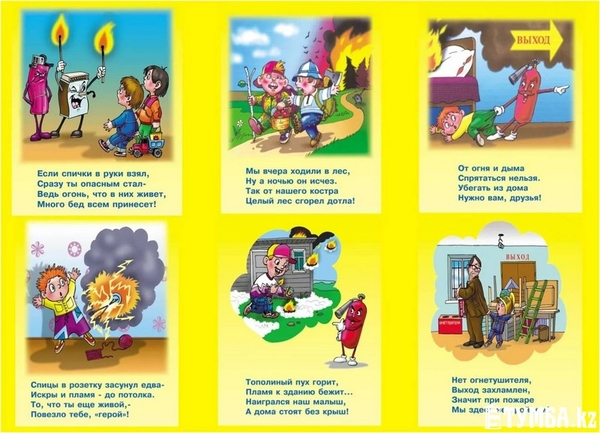 ВЫХОД
Если спички в руки взял,
Сразу ты опасным стал-
Ведь огонь, что в них живет,
Много бед всем принесет!
Мы вчера ходили в лес,
Ну а ночью он исчез.
Так от нашего костра
Целый лес сгорел дотла!
От огня и дыма
Спрятаться нельзя.
Убегать из дома
Нужно вам, друзья!
ВЫХОД
Спицы в розетку засунул едва-
Искры и пламя - до потолка.
То, что ты еще живой,-
Повезло тебе, «герой»!
Тополиный пух горит,
Пламя к зданию бежит...
Наигрался наш малыш,
А дома стоят без крыш!
Нет огнетушителя,
Выход захламлен,
Значит при пожаре
Мы
ТУМБА.kz